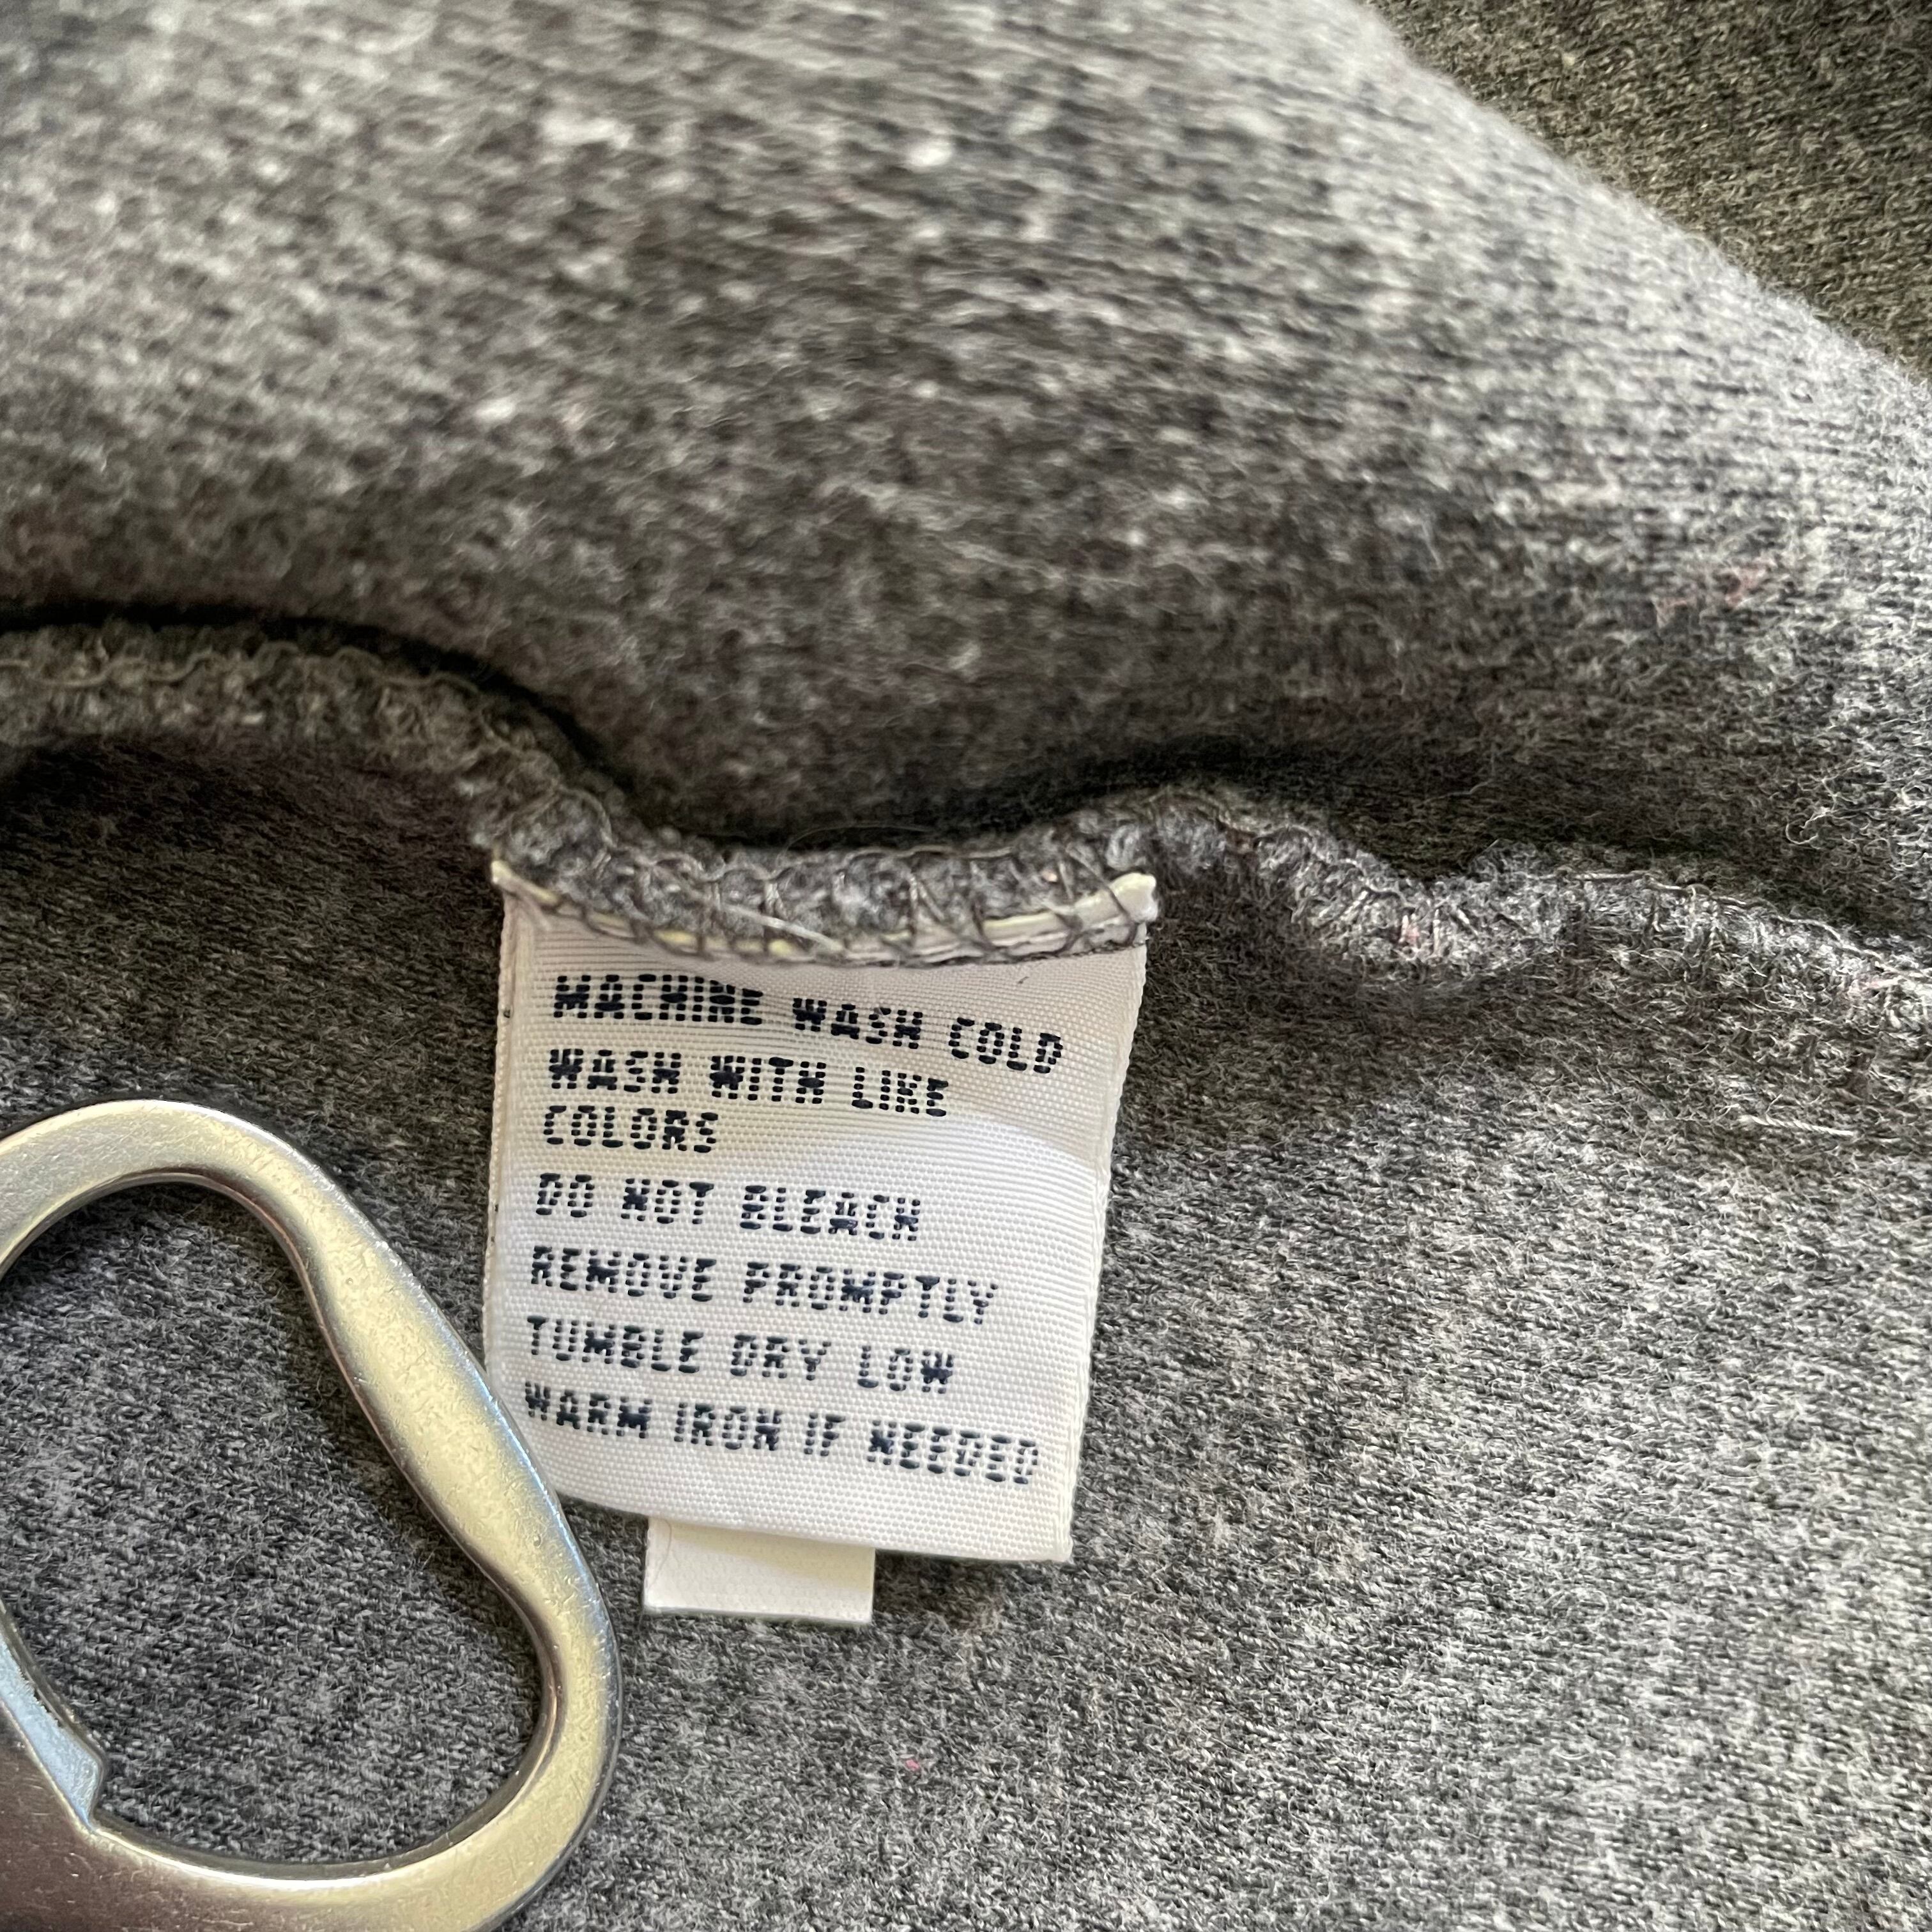 MACHINE WASH COLD
WASH WITH LIKE
COLORS
DO NOT BLEACH
REMOVE PROMPTLY
TUMBLE DRY LOW
WARM IRON IF NEEDED